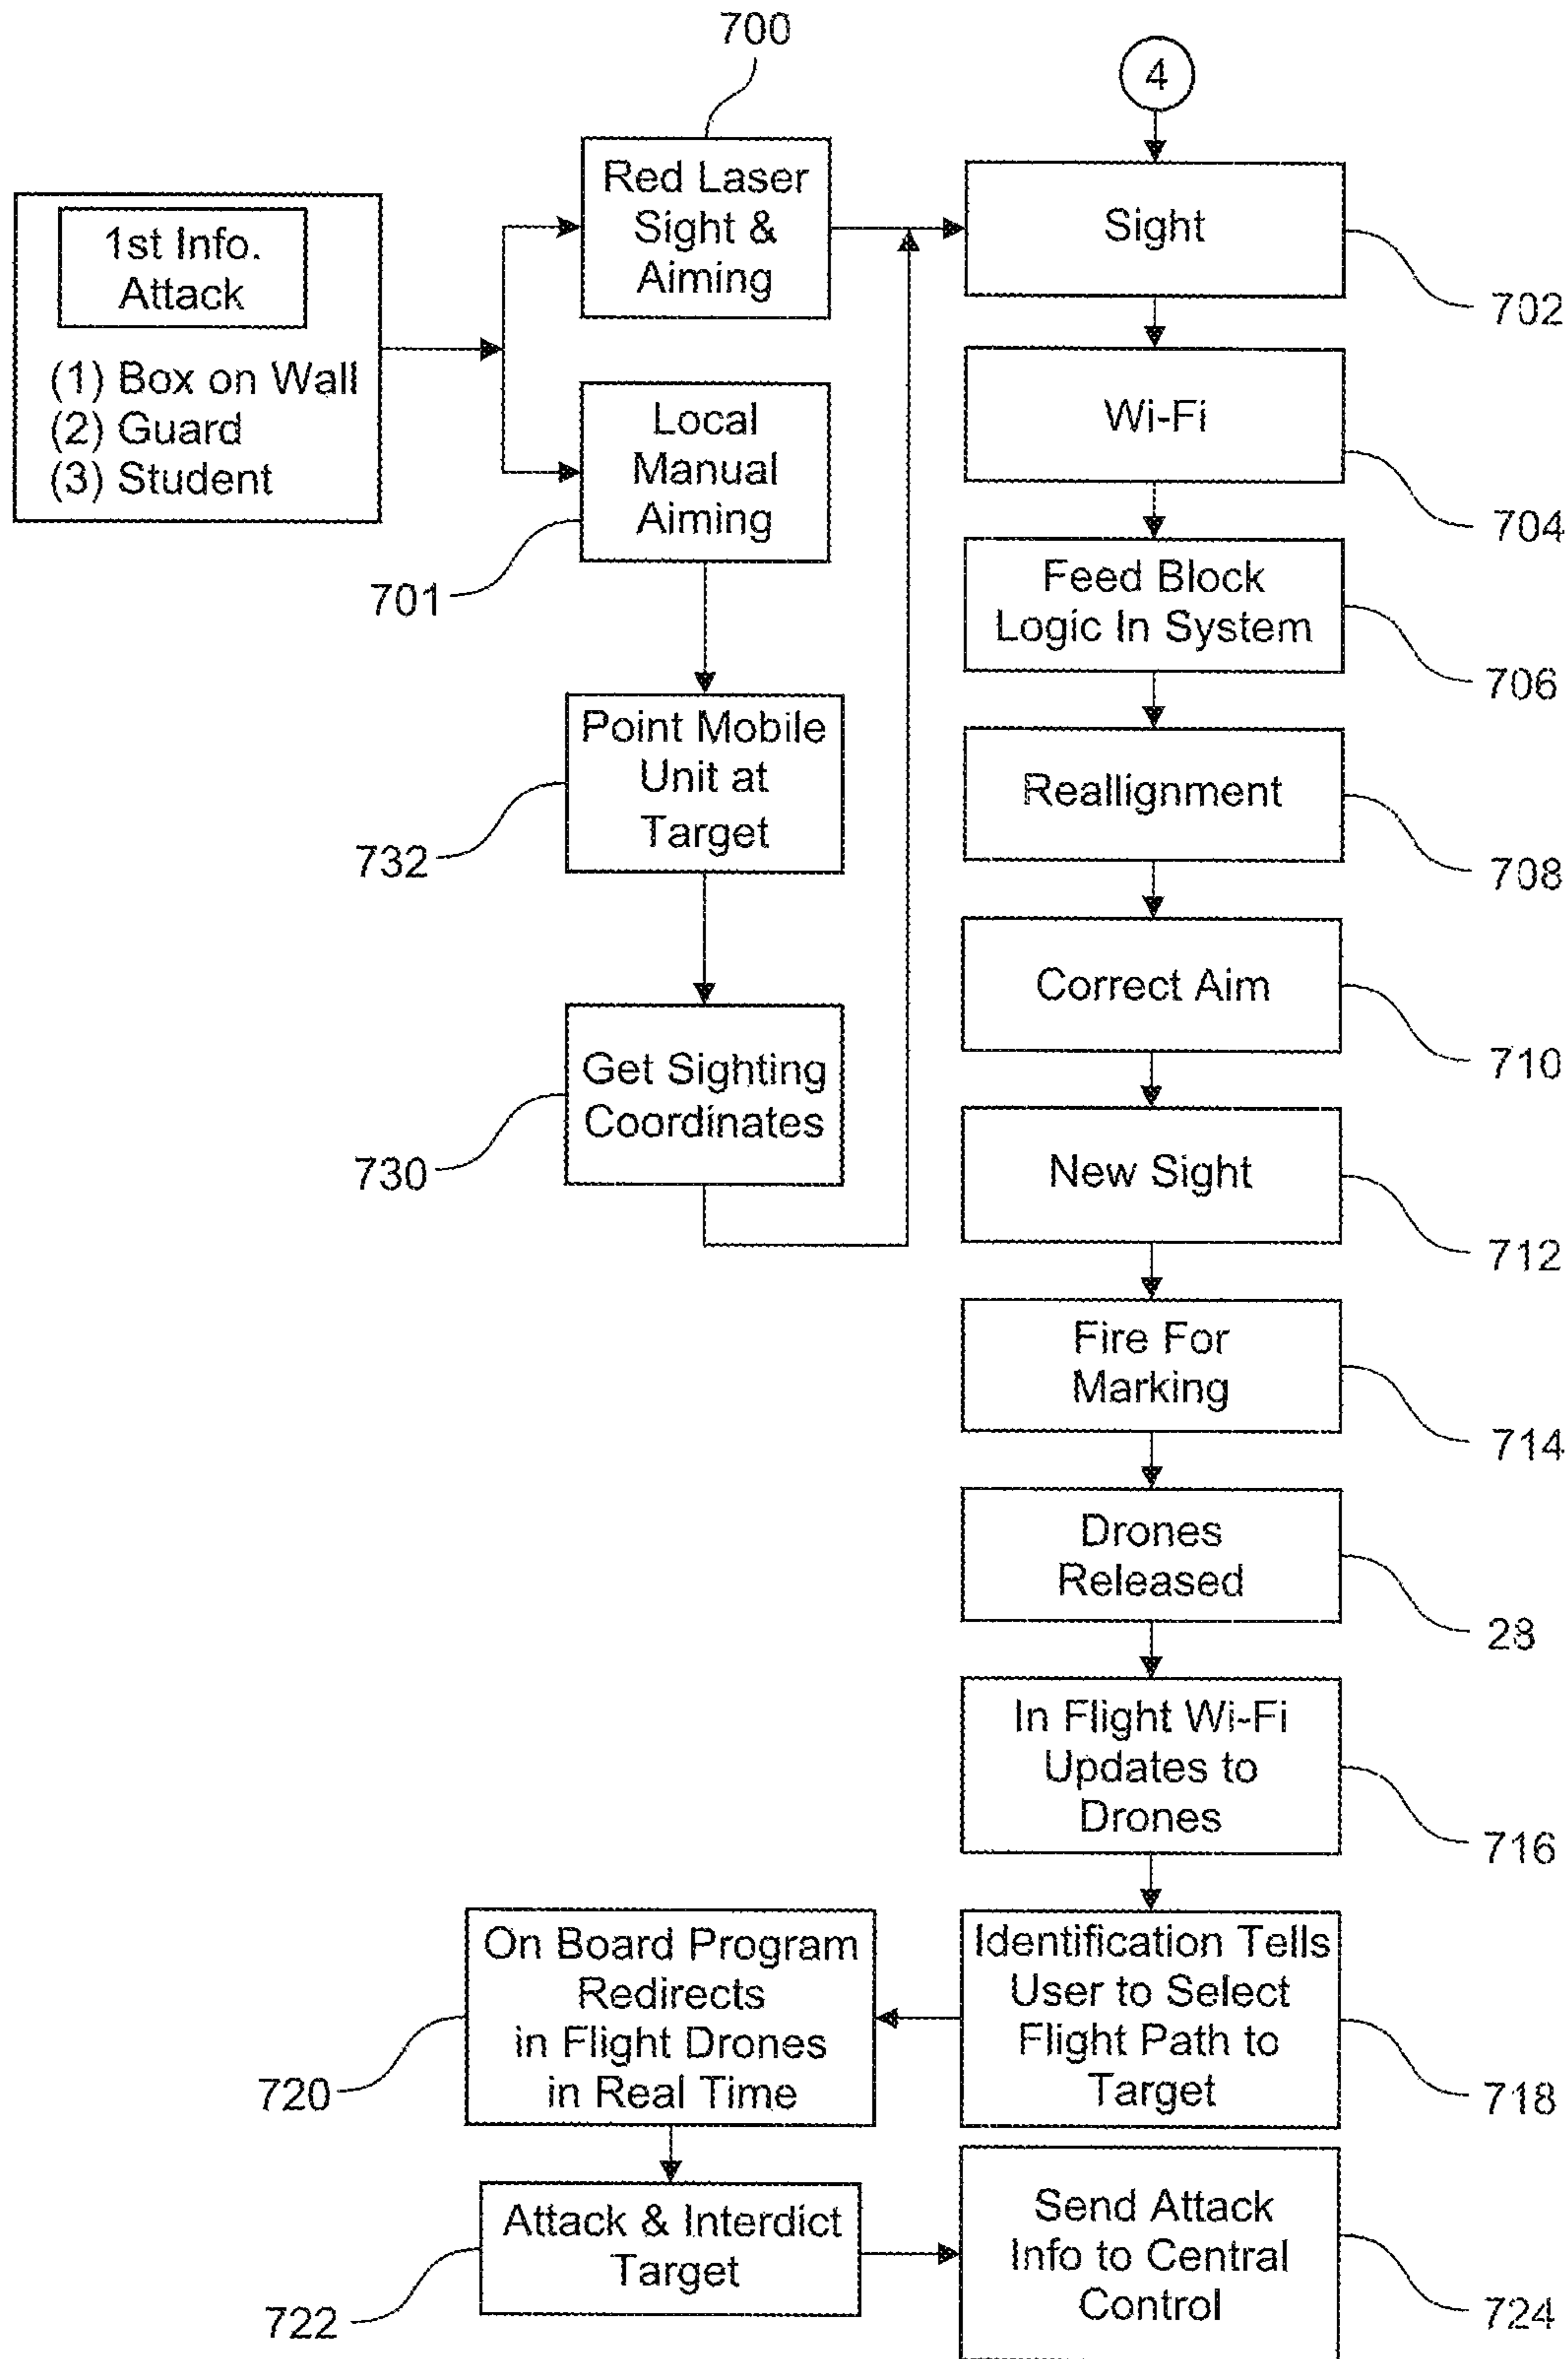 700
4
1st Info.
Attack
(1) Box on Wall
(2) Guard
(3) Student
Red Laser
Sight &
Aiming
Local
Manual
Aiming
701
Point Mobile
Unit at
Target
732
Get Sighting
Coordinates
730
Sight
702
Wi-Fi
704
Feed Block
Logic In System
706
Reallignment
708
Correct Aim
710
New Sight
712
Fire For
Marking
714
Drones
Released
28
In Flight Wi-Fi
Updates to
Drones
716
Identification Tells
User to Select
Flight Path to
Target
718
On Board Program
Redirects
in Flight Drones
in Real Time
720
Attack & Interdict
Target
722
Send Attack
Info to Central
Control
724